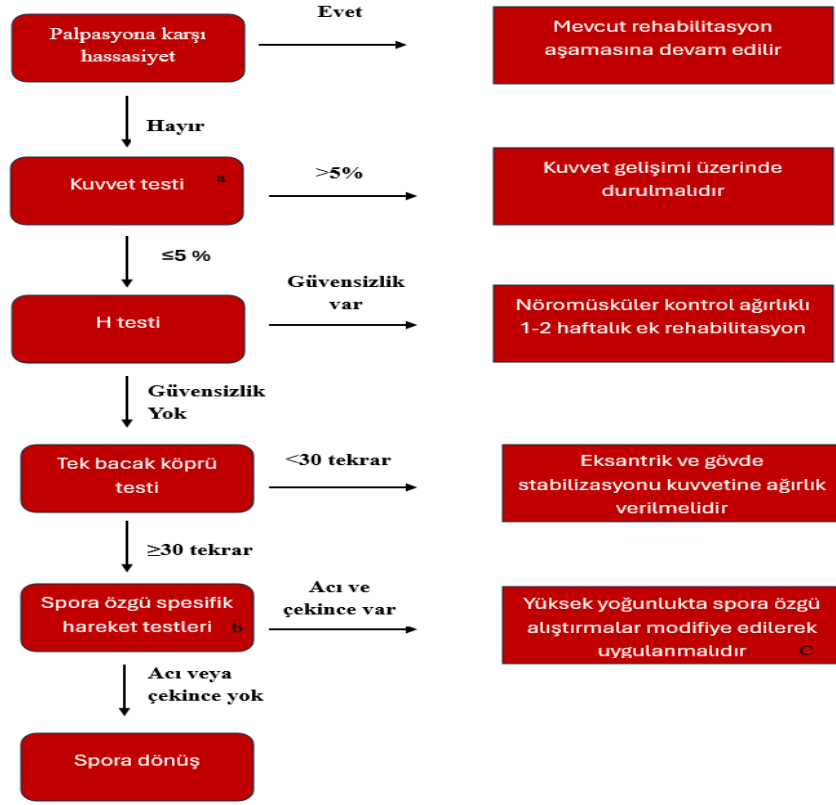 Evet
Palpasyona karşı
hassasiyet
Mevcut rehabilitasyon
aşamasına devam edilir
Hayır
Kuvvet testi a
>5%
Kuvvet gelişimi üzerinde
durulmalıdır
≤5 %
H testi
Güvensizlik
var
Nöromüsküler kontrol ağırlıklı
1-2 haftalık ek rehabilitasyon
Güvensizlik
Yok
Tek bacak köprü
testi
<30 tekrar
Eksantrik ve gövde
stabilizasyonu kuvvetine ağırlık
verilmelidir
≥30 tekrar
Spora özgü spesifik
hareket testleri b
Acı ve
çekince var
Yüksek yoğunlukta spora özgü
alıştırmalar modifiye edilerek
uygulanmalıdır C
Acı veya
çekince yok
Spora dönüş